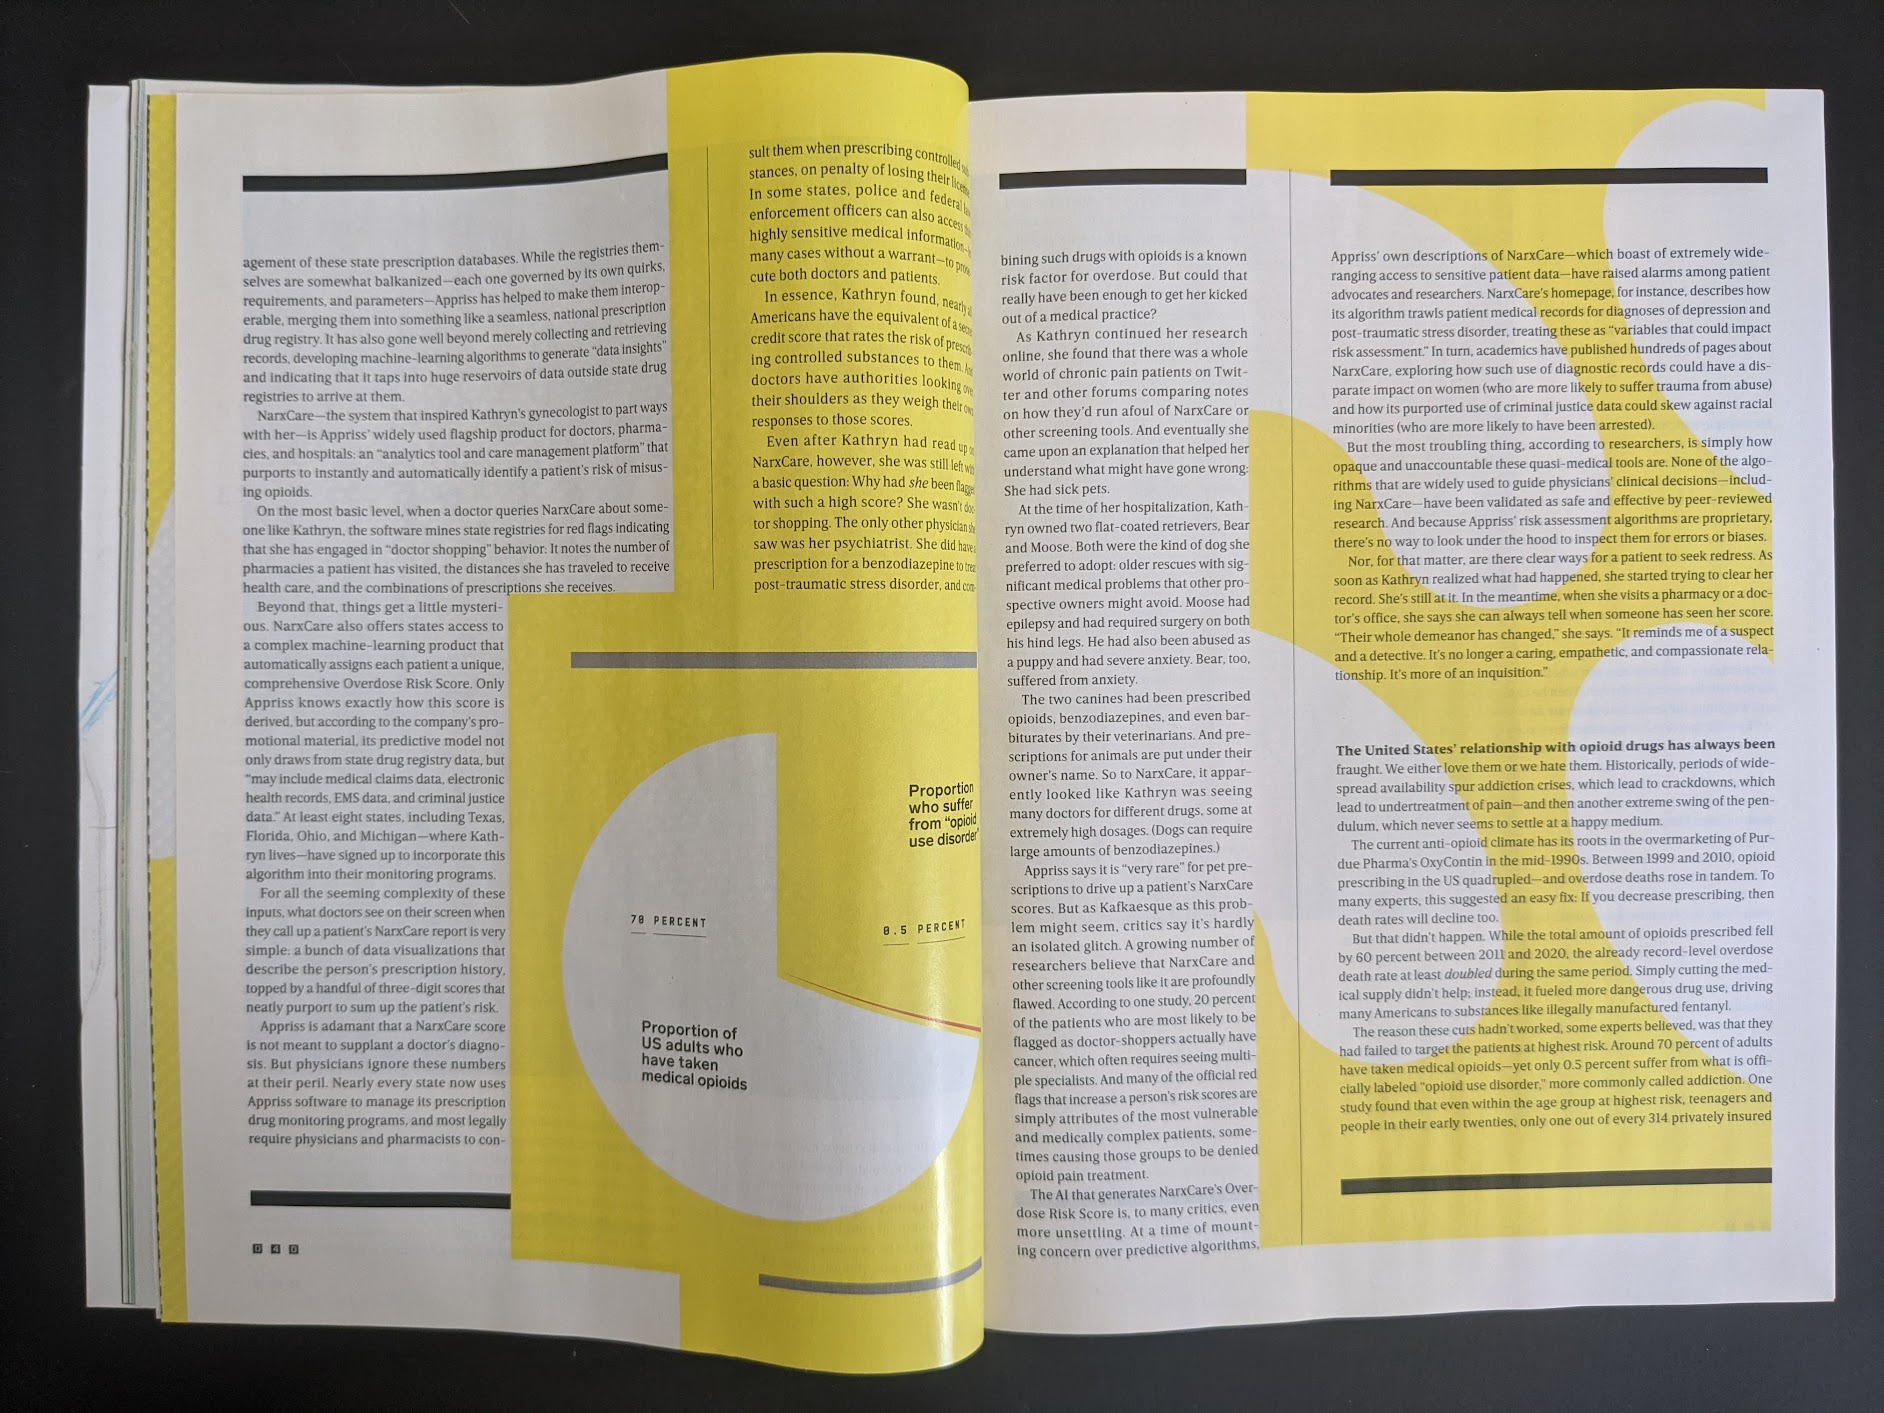 agement of these state prescription databases. While the registries them-
selves are somewhat balkanized—each one governed by its own quirks,
requirements, and parameters—Appriss has helped to make them interop-
erable, merging them into something like a seamless, national prescription
drug registry. It has also gone well beyond merely collecting and retrieving
records, developing machine-learning algorithms to generate “data insights”
and indicating that it taps into huge reservoirs of data outside state drug
registries to arrive at them.
NarxCare—the system that inspired Kathryn’s gynecologist to part ways
with her—is Appriss’ widely used flagship product for doctors, pharma-
cies, and hospitals: an “analytics tool and care management platform” that
purports to instantly and automatically identify a patient’s risk of misus-
ing opioids.
On the most basic level, when a doctor queries NarxCare about some-
one like Kathryn, the software mines state registries for red flags indicating
that she has engaged in “doctor shopping” behavior: It notes the number of
pharmacies a patient has visited, the distances she has traveled to receive
health care, and the combinations of prescriptions she receives.
Beyond that, things get a little mysteri-
ous. NarxCare also offers states access to
a complex machine-learning product that
automatically assigns each patient a unique,
comprehensive Overdose Risk Score. Only
Appriss knows exactly how this score is
derived, but according to the company’s pro-
motional material, its predictive model not
only draws from state drug registry data, but
“may include medical claims data, electronic
health records, EMS data, and criminal justice
data.” At least eight states, including Texas,
Florida, Ohio, and Michigan—where Kath-
ryn lives—have signed up to incorporate this
algorithm into their monitoring programs.
For all the seeming complexity of these
inputs, what doctors see on their screen when
they call up a patient’s NarxCare report is very
simple: a bunch of data visualizations that
describe the person’s prescription history,
topped by a handful of three-digit scores that
neatly purport to sum up the patient’s risk.
Appriss is adamant that a NarxCare score
is not meant to supplant a doctor’s diagno-
sis. But physicians ignore these numbers
at their peril. Nearly every state now uses
Appriss software to manage its prescription
drug monitoring programs, and most legally
require physicians and pharmacists to con-
sult them when prescribing controlled
stances, on penalty of losing their
In some states, police and federal
enforcement officers can also access
highly sensitive medical information—
many cases without a warrant—to
cute both doctors and patients.
In essence, Kathryn found, nearly
Americans have the equivalent of a
credit score that rates the risk of
ing controlled substances to them.
doctors have authorities looking
their shoulders as they weigh their
responses to those scores.
Even after Kathryn had read up
NarxCare, however, she was still left
a basic question: Why had she been flagged
with such a high score? She wasn’t
tor shopping. The only other physician
saw was her psychiatrist. She did have
prescription for a benzodiazepine to
post-traumatic stress disorder, and
Proportion
who suffer
from “opioid
use disorder”
70 PERCENT
0.5 PERCENT
Proportion of
US adults who
have taken
medical opioids
040
bining such drugs with opioids is a known
risk factor for overdose. But could that
really have been enough to get her kicked
out of a medical practice?
As Kathryn continued her research
online, she found that there was a whole
world of chronic pain patients on Twit-
ter and other forums comparing notes
on how they’d run afoul of NarxCare or
other screening tools. And eventually she
came upon an explanation that helped her
understand what might have gone wrong:
She had sick pets.
At the time of her hospitalization, Kath-
ryn owned two flat-coated retrievers, Bear
and Moose. Both were the kind of dog she
preferred to adopt: older rescues with sig-
nificant medical problems that other pro-
spective owners might avoid. Moose had
epilepsy and had required surgery on both
his hind legs. He had also been abused as
a puppy and had severe anxiety. Bear, too,
suffered from anxiety.
The two canines had been prescribed
opioids, benzodiazepines, and even bar-
biturates by their veterinarians. And pre-
scriptions for animals are put under their
owner’s name. So to NarxCare, it appar-
ently looked like Kathryn was seeing
many doctors for different drugs, some at
extremely high dosages. (Dogs can require
large amounts of benzodiazepines.)
Appriss says it is “very rare” for pet pre-
scriptions to drive up a patient’s NarxCare
scores. But as Kafkaesque as this prob-
lem might seem, critics say it’s hardly
an isolated glitch. A growing number of
researchers believe that NarxCare and
other screening tools like it are profoundly
flawed. According to one study, 20 percent
of the patients who are most likely to be
flagged as doctor-shoppers actually have
cancer, which often requires seeing multi-
ple specialists. And many of the official red
flags that increase a person’s risk scores are
simply attributes of the most vulnerable
and medically complex patients, some-
times causing those groups to be denied
opioid pain treatment.
The AI that generates NarxCare’s Over-
dose Risk Score is, to many critics, even
more unsettling. At a time of mount-
ing concern over predictive algorithms,
Appriss’ own descriptions of NarxCare—which boast of extremely wide-
ranging access to sensitive patient data—have raised alarms among patient
advocates and researchers. NarxCare’s homepage, for instance, describes how
its algorithm trawls patient medical records for diagnoses of depression and
post-traumatic stress disorder, treating these as “variables that could impact
risk assessment.” In turn, academics have published hundreds of pages about
NarxCare, exploring how such use of diagnostic records could have a dis-
parate impact on women (who are more likely to suffer trauma from abuse)
and how its purported use of criminal justice data could skew against racial
minorities (who are more likely to have been arrested).
But the most troubling thing, according to researchers, is simply how
opaque and unaccountable these quasi-medical tools are. None of the algo-
rithms that are widely used to guide physicians’ clinical decisions—includ-
ing NarxCare—have been validated as safe and effective by peer-reviewed
research. And because Appriss’ risk assessment algorithms are proprietary,
there’s no way to look under the hood to inspect them for errors or biases.
Nor, for that matter, are there clear ways for a patient to seek redress. As
soon as Kathryn realized what had happened, she started trying to clear her
record. She’s still at it. In the meantime, when she visits a pharmacy or a doc-
tor’s office, she says she can always tell when someone has seen her score.
“Their whole demeanor has changed,” she says. “It reminds me of a suspect
and a detective. It’s no longer a caring, empathetic, and compassionate rela-
tionship. It’s more of an inquisition.”
The United States’ relationship with opioid drugs has always been
fraught. We either love them or we hate them. Historically, periods of wide-
spread availability spur addiction crises, which lead to crackdowns, which
lead to undertreatment of pain—and then another extreme swing of the pen-
dulum, which never seems to settle at a happy medium.
The current anti-opioid climate has its roots in the overmarketing of Pur-
due Pharma’s OxyContin in the mid-1990s. Between 1999 and 2010, opioid
prescribing in the US quadrupled—and overdose deaths rose in tandem. To
many experts, this suggested an easy fix: If you decrease prescribing, then
death rates will decline too.
But that didn’t happen. While the total amount of opioids prescribed fell
by 60 percent between 2011 and 2020, the already record-level overdose
death rate at least doubled during the same period. Simply cutting the med-
ical supply didn’t help; instead, it fueled more dangerous drug use, driving
many Americans to substances like illegally manufactured fentanyl.
The reason these cuts hadn’t worked, some experts believed, was that they
had failed to target the patients at highest risk. Around 70 percent of adults
have taken medical opioids—yet only 0.5 percent suffer from what is offi-
cially labeled “opioid use disorder,” more commonly called addiction. One
study found that even within the age group at highest risk, teenagers and
people in their early twenties, only one out of every 314 privately insured